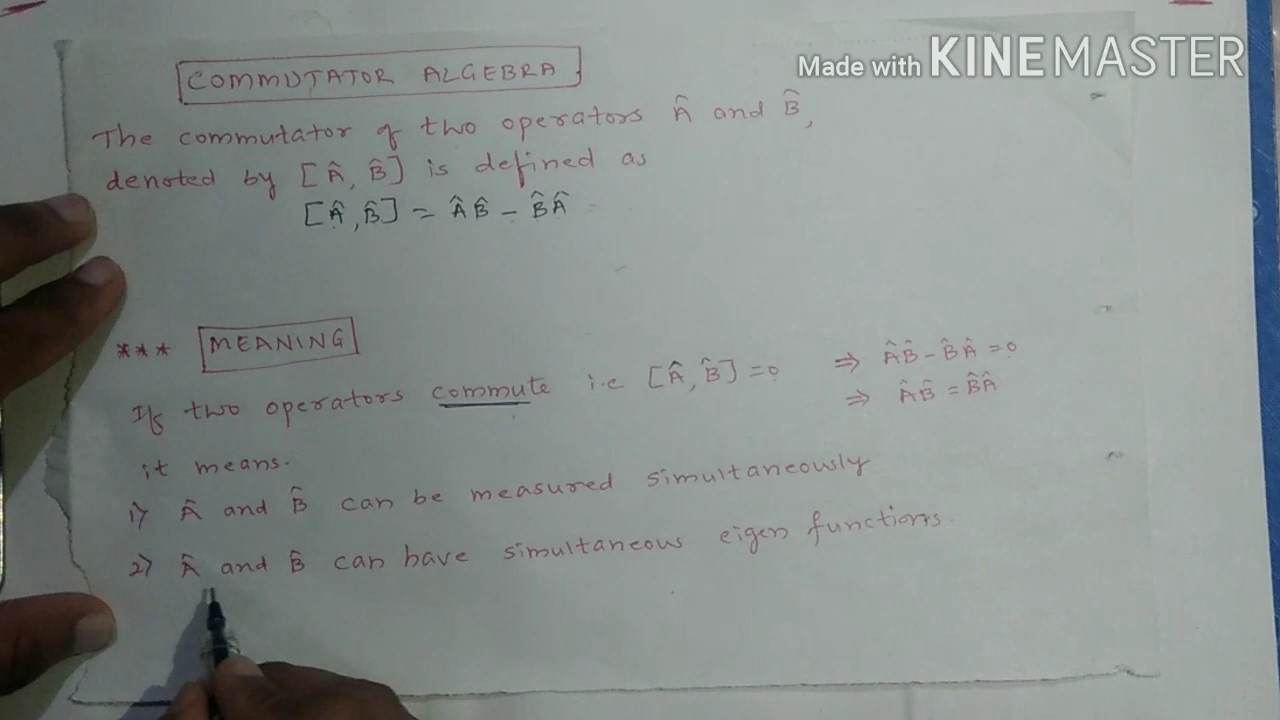 Made with KINEMASTER
COMMUTATOR ALGEBRA
The commutator of two operators Â and B̂,
denoted by [Â, B̂] is defined as
[Â, B̂] = ÂB̂ - B̂Â
*** MEANING
If two operators commute i.e [Â, B̂] = 0 ⇒ ÂB̂ - B̂Â = 0
⇒ ÂB̂ = B̂Â
it means.
1) Â and B̂ can be measured simultaneously
2) Â and B̂ can have simultaneous eigen functions.